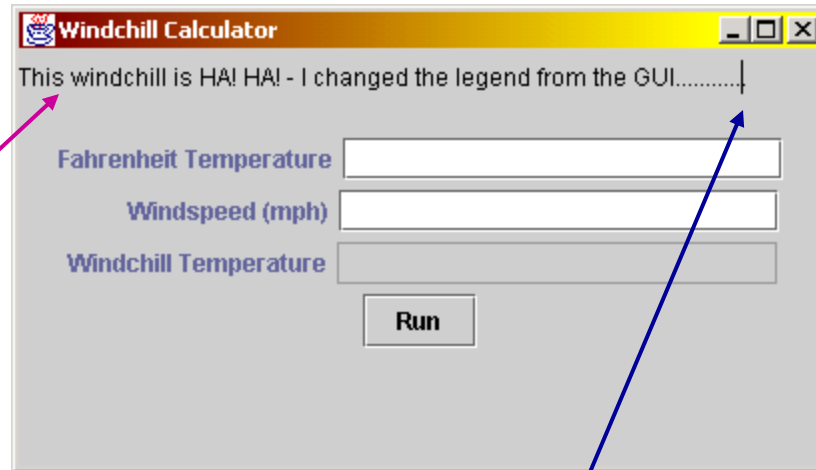 Windchill Calculator
This windchill is HA! HA! - I changed the legend from the GUI...........
Fahrenheit Temperature
Windspeed (mph)
Windchill Temperature
Run